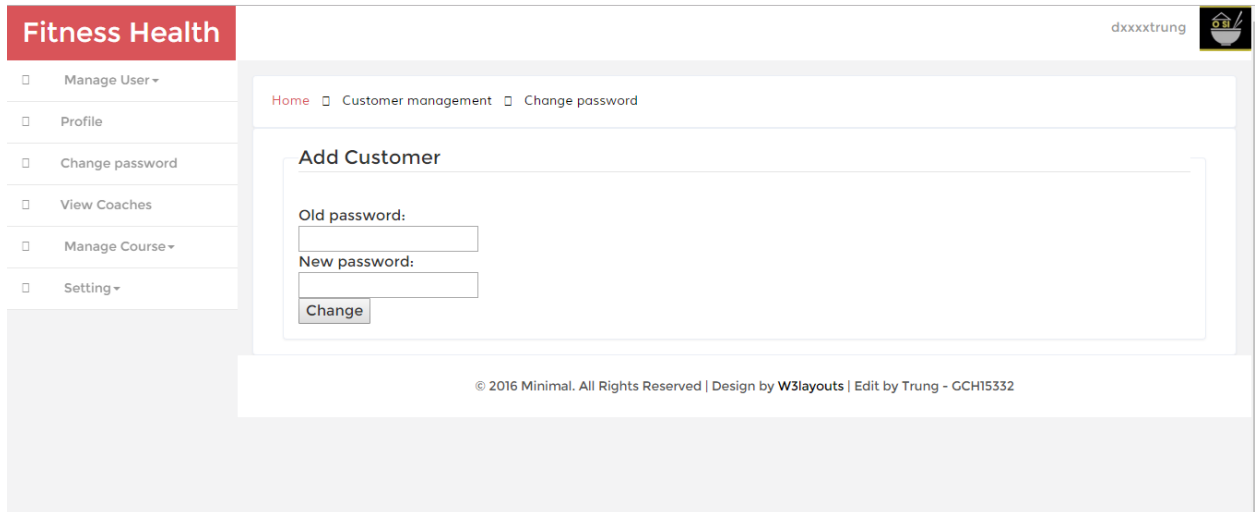 Fitness Health
dxxxxtrung
O SI
Manage User
Profile
Change password
View Coaches
Manage Course
Setting
Home Customer management Change password
Add Customer
Old password:
New password:
Change
© 2016 Minimal. All Rights Reserved | Design by W3layouts | Edit by Trung - GCH15332